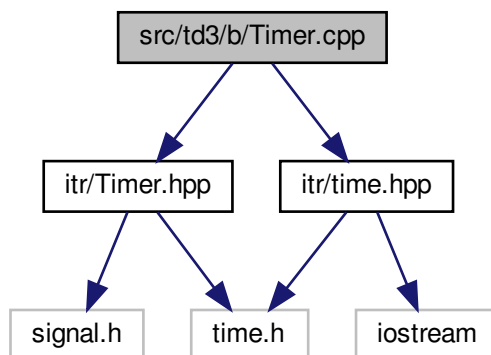 src/td3/b/Timer.cpp
itr/Timer.hpp
itr/time.hpp
signal.h
time.h
iostream